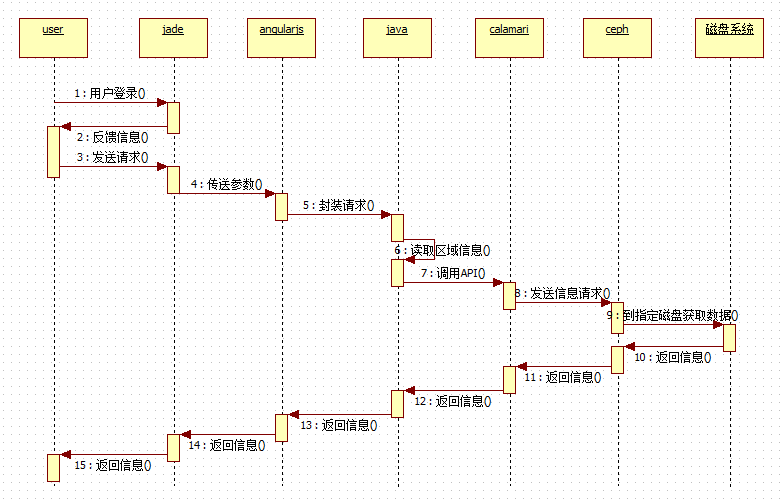 user
jade
angularjs
java
calamari
ceph
磁盘系统
1 : 用户登录()
2 : 反馈信息()
3 : 发送请求()
4 : 传送参数()
5 : 封装请求()
6 : 读取区域信息()
7 : 调用API()
8 : 发送信息请求()
9 : 到指定磁盘获取数据()
10 : 返回信息()
11 : 返回信息()
12 : 返回信息()
13 : 返回信息()
14 : 返回信息()
15 : 返回信息()